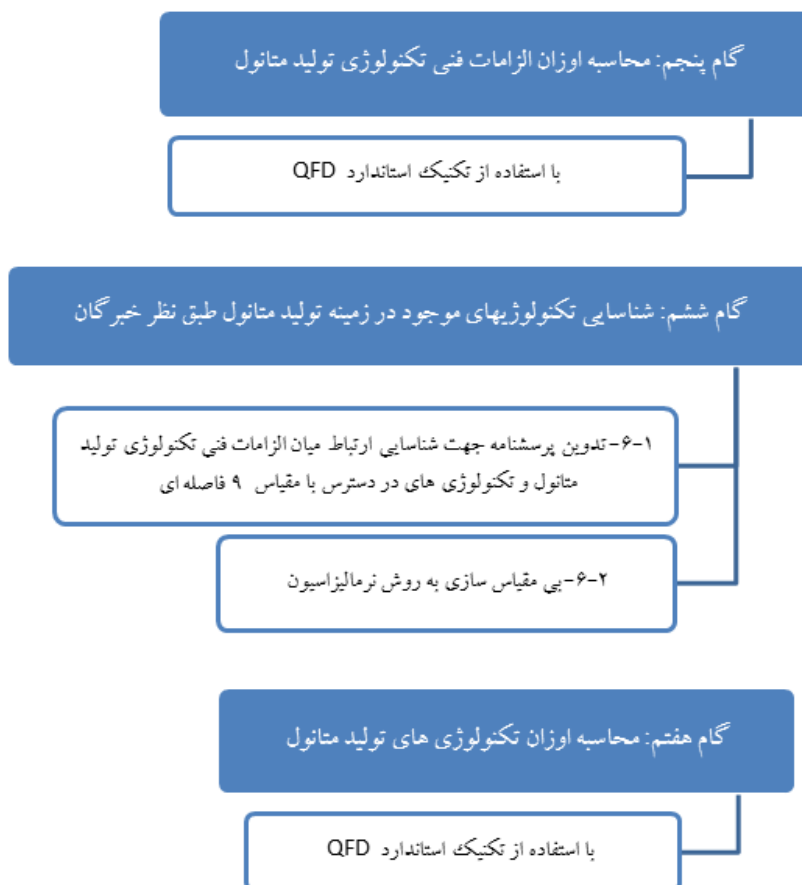 گام پنجم: محاسبه اوزان الزامات فنی تکنولوژی تولید متانول
با استفاده از تکنیک استاندارد QFD
گام ششم: شناسایی تکنولوژیهای موجود در زمینه تولید متانول طبق نظر خبرگان
۶-۱-تدوین پرسشنامه جهت شناسایی ارتباط میان الزامات فنی تکنولوژی تولید
متانول و تکنولوژی های در دسترس با مقیاس ۹ فاصله ای
۶-۲-بی مقیاس سازی به روش نرمالیزاسیون
گام هفتم: محاسبه اوزان تکنولوژی های تولید متانول
با استفاده از تکنیک استاندارد QFD